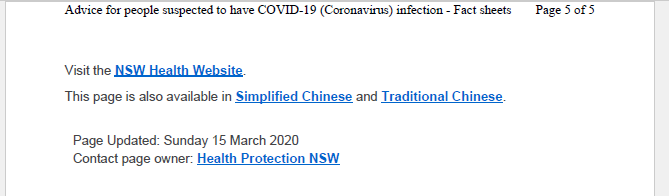 Advice for people suspected to have COVID-19 (Coronavirus) infection - Fact sheets Page 5 of 5
Visit the NSW Health Website.
This page is also available in Simplified Chinese and Traditional Chinese.
Page Updated: Sunday 15 March 2020
Contact page owner: Health Protection NSW